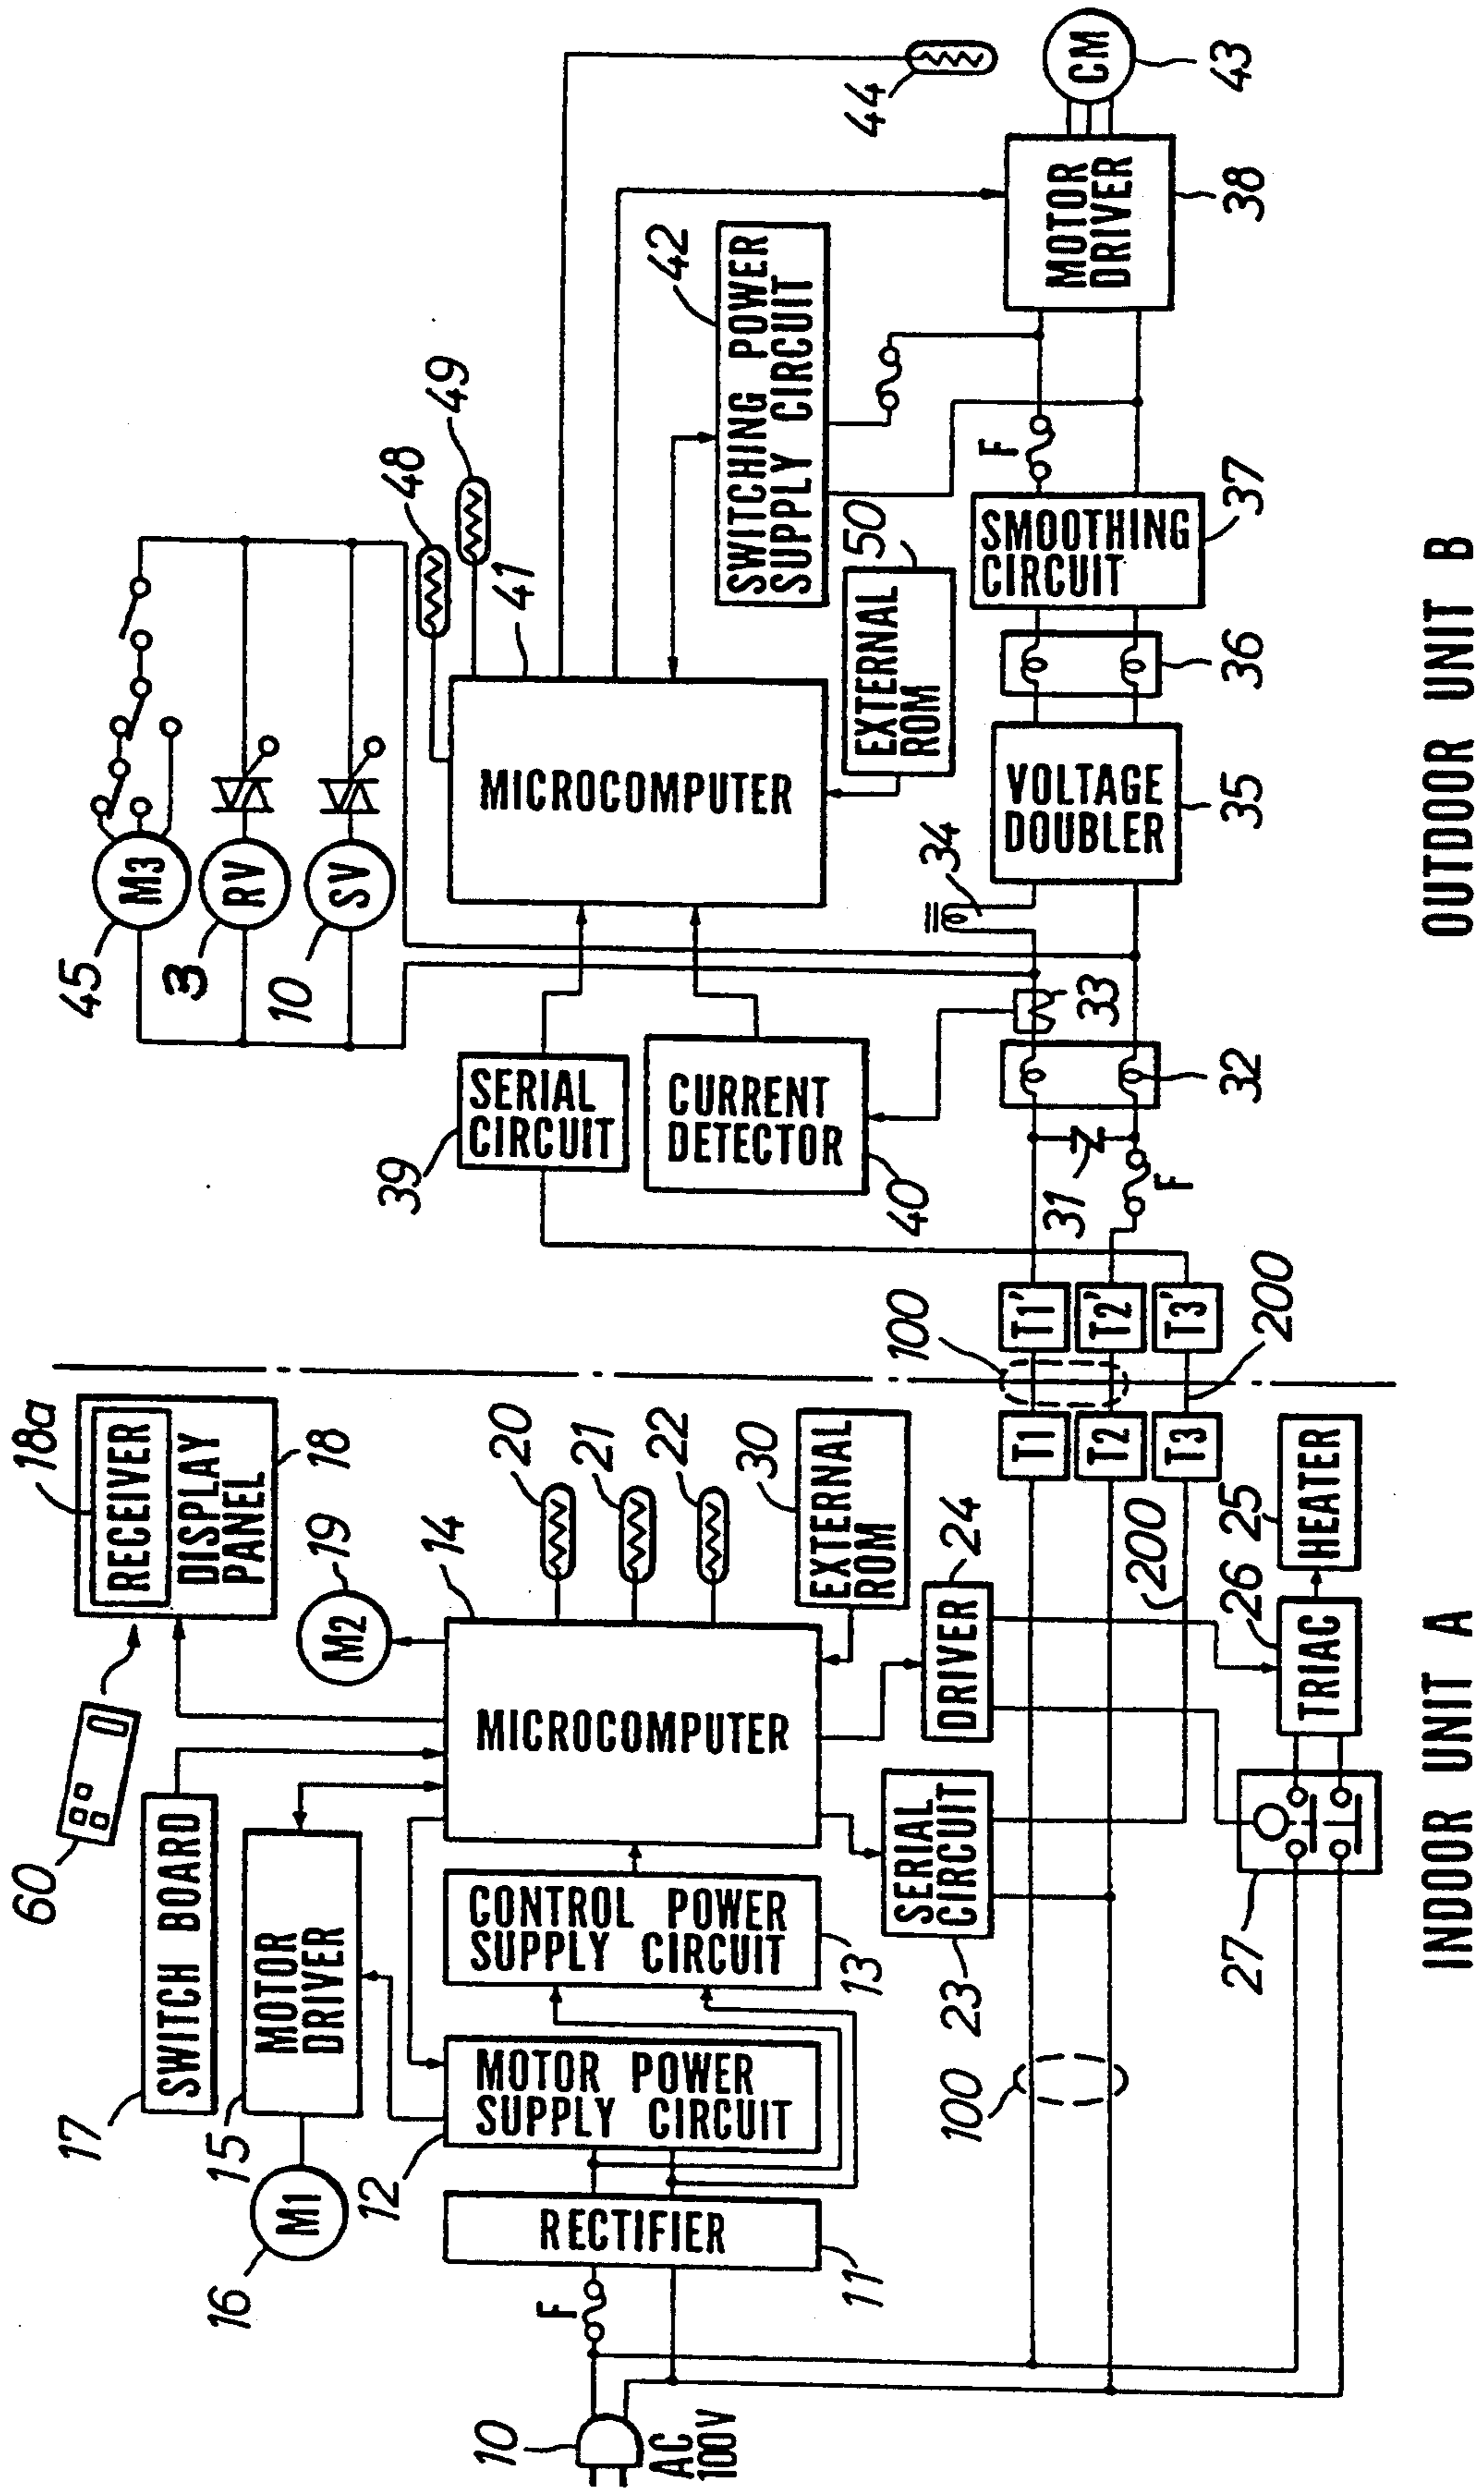 60
17
SWITCH BOARD
18a
RECEIVER
DISPLAY
PANEL
18
16
M1
15
MOTOR
DRIVER
M2
19
10
AC
100V
F
RECTIFIER
11
12
MOTOR POWER
SUPPLY CIRCUIT
CONTROL POWER
SUPPLY CIRCUIT
13
14
MICROCOMPUTER
20
21
22
30
EXTERNAL
ROM
SERIAL
CIRCUIT
23
DRIVER
24
100
T1
T2
T3
200
27
TRIAC
26
HEATER
25
INDOOR UNIT A
100
T1'
T2'
T3'
200
45
M3
3
RV
10
SV
39
SERIAL
CIRCUIT
CURRENT
DETECTOR
40
31
F
32
33
34
MICROCOMPUTER
41
48
49
EXTERNAL
ROM
50
VOLTAGE
DOUBLER
35
36
SMOOTHING
CIRCUIT
37
F
SWITCHING POWER
SUPPLY CIRCUIT
42
MOTOR
DRIVER
38
44
CM
43
OUTDOOR UNIT B